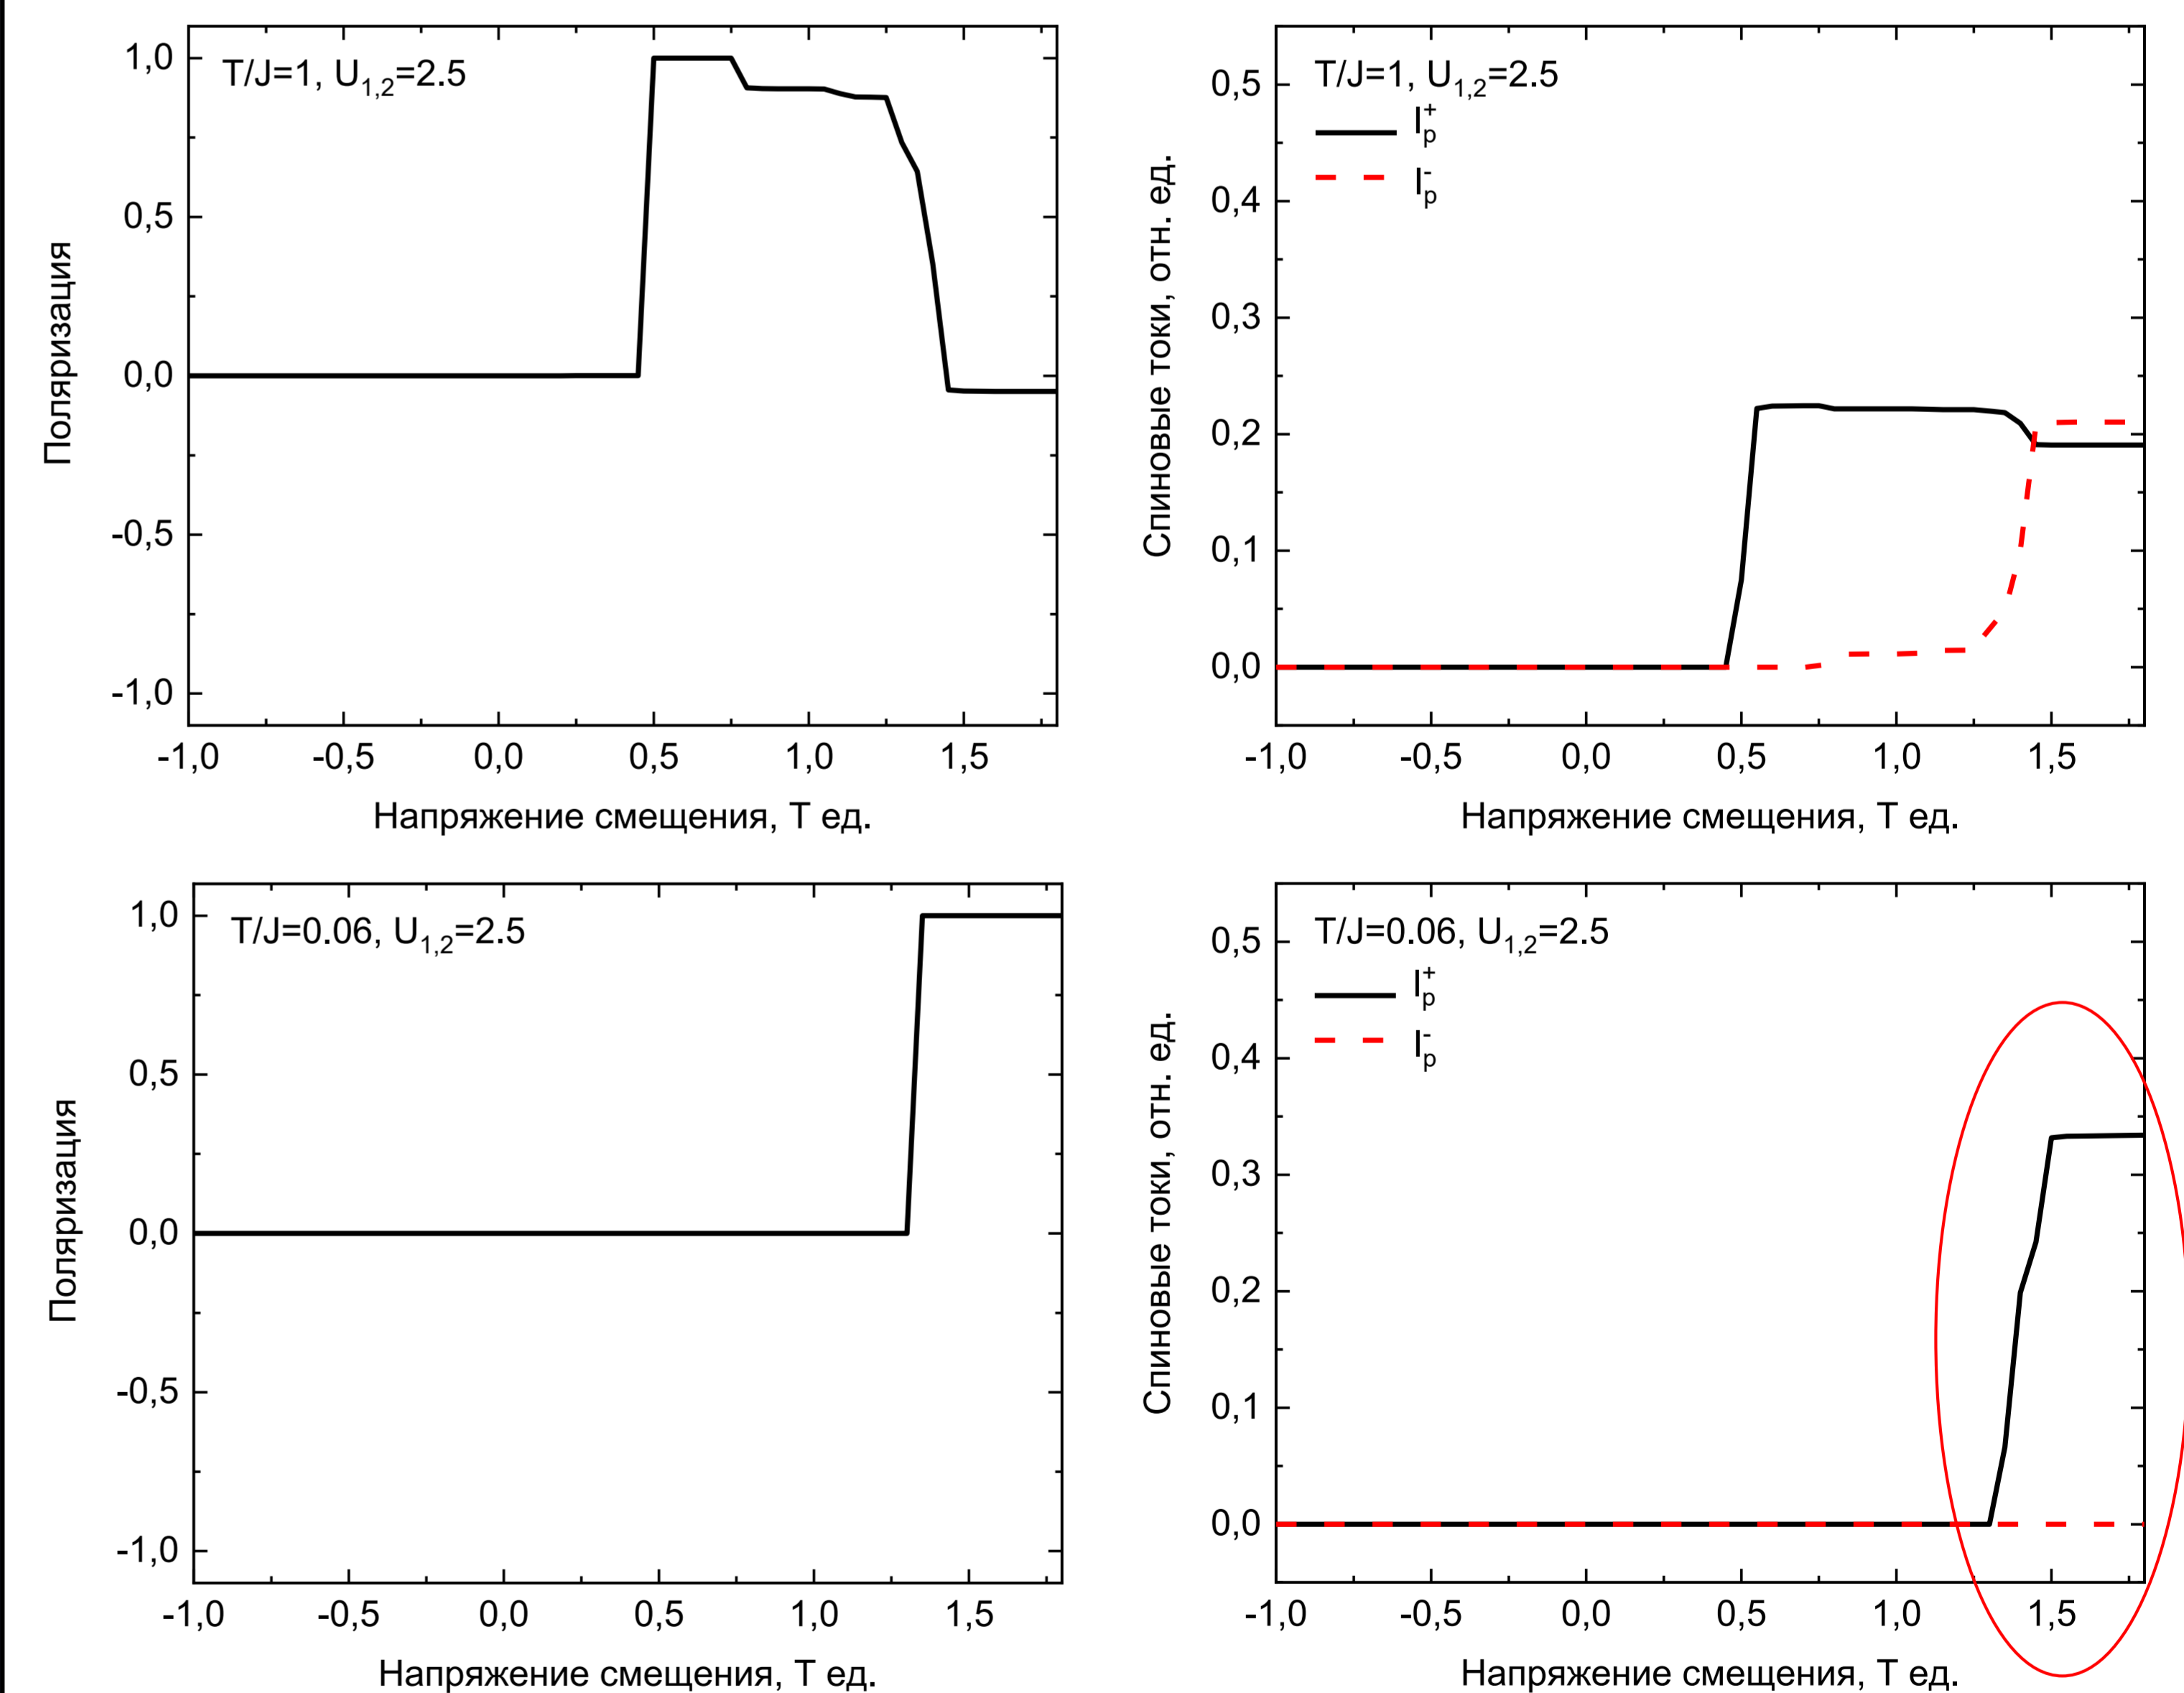 T/J=1, U1,2=2.5
Поляризация
1,0
0,5
0,0
-0,5
-1,0
-1,0 -0,5 0,0 0,5 1,0 1,5
Напряжение смещения, Т ед.
T/J=1, U1,2=2.5
Ip+
Ip-
Спиновые токи, отн. ед.
0,5
0,4
0,3
0,2
0,1
0,0
-1,0 -0,5 0,0 0,5 1,0 1,5
Напряжение смещения, Т ед.
T/J=0.06, U1,2=2.5
Поляризация
1,0
0,5
0,0
-0,5
-1,0
-1,0 -0,5 0,0 0,5 1,0 1,5
Напряжение смещения, Т ед.
T/J=0.06, U1,2=2.5
Ip+
Ip-
Спиновые токи, отн. ед.
0,5
0,4
0,3
0,2
0,1
0,0
-1,0 -0,5 0,0 0,5 1,0 1,5
Напряжение смещения, Т ед.